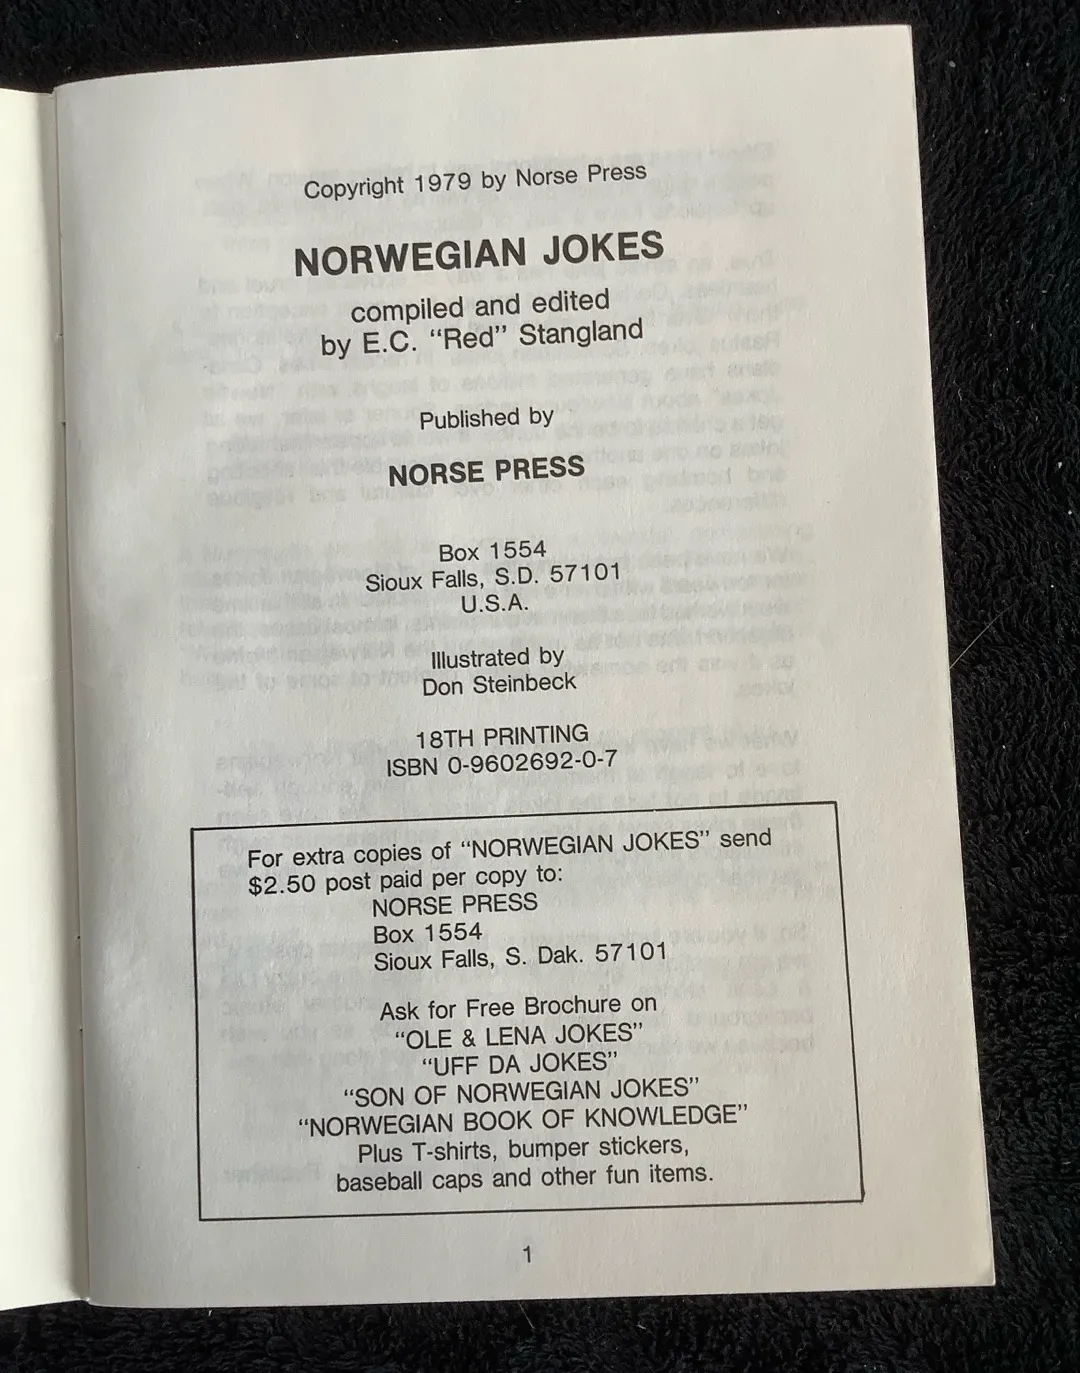 Copyright 1979 by Norse Press
NORWEGIAN JOKES
compiled and edited
by E.C. “Red” Stangland
Published by
NORSE PRESS
Box 1554
Sioux Falls, S.D. 57101
U.S.A.
Illustrated by
Don Steinbeck
18TH PRINTING
ISBN 0-9602692-0-7
For extra copies of “NORWEGIAN JOKES” send
$2.50 post paid per copy to:
NORSE PRESS
Box 1554
Sioux Falls, S. Dak. 57101
Ask for Free Brochure on
“OLE & LENA JOKES”
“UFF DA JOKES”
“SON OF NORWEGIAN JOKES”
“NORWEGIAN BOOK OF KNOWLEDGE”
Plus T-shirts, bumper stickers,
baseball caps and other fun items.
1